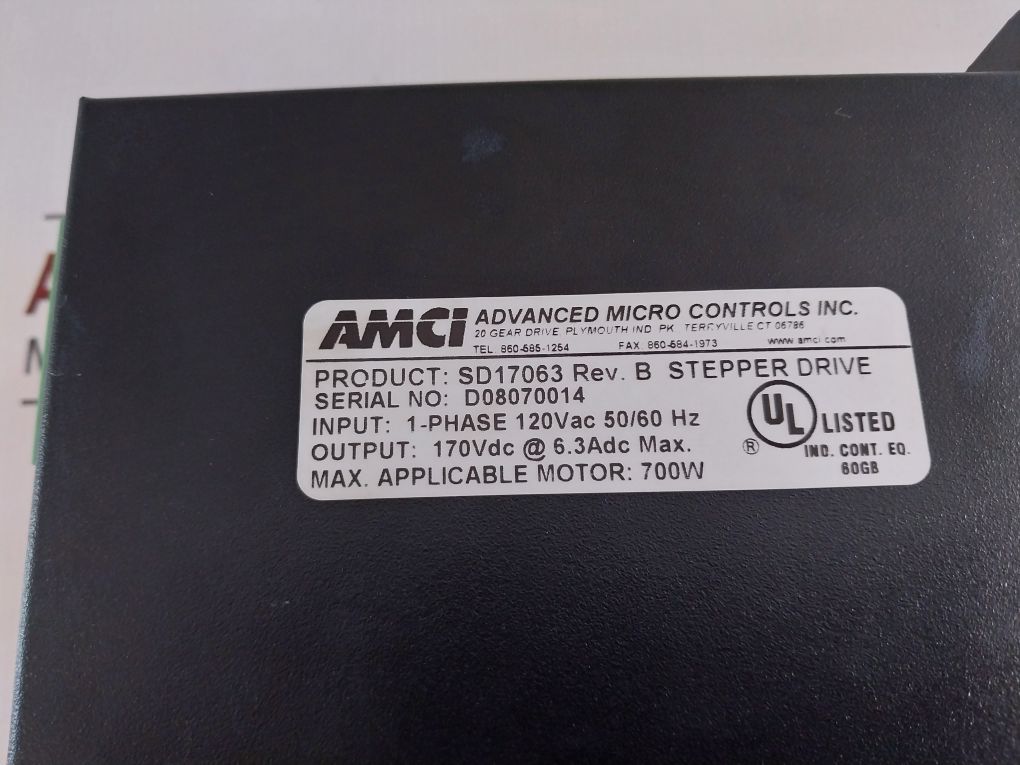 AMCI ADVANCED MICRO CONTROLS INC.
20 GEAR DRIVE, PLYMOUTH IND. PK. TERRYVILLE CT 06786
TEL. 860-585-1254 FAX. 860-584-1973 www.amci.com
PRODUCT: SD17063 Rev. B STEPPER DRIVE
SERIAL NO: D08070014
INPUT: 1-PHASE 120Vac 50/60 Hz
OUTPUT: 170Vdc @ 6.3Adc Max.
MAX. APPLICABLE MOTOR: 700W
UL ® LISTED
IND. CONT. EQ.
60GB